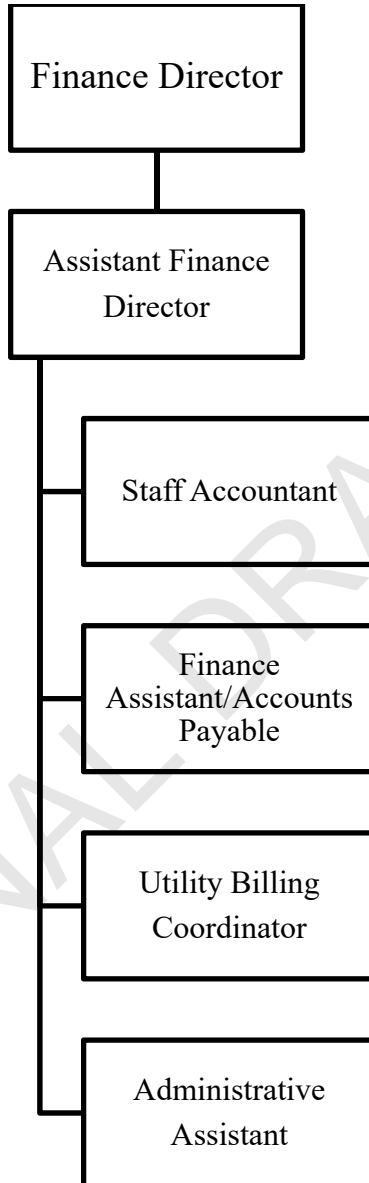 Finance Director
Assistant Finance
Director
Staff Accountant
Finance
Assistant/Accounts
Payable
Utility Billing
Coordinator
Administrative
Assistant